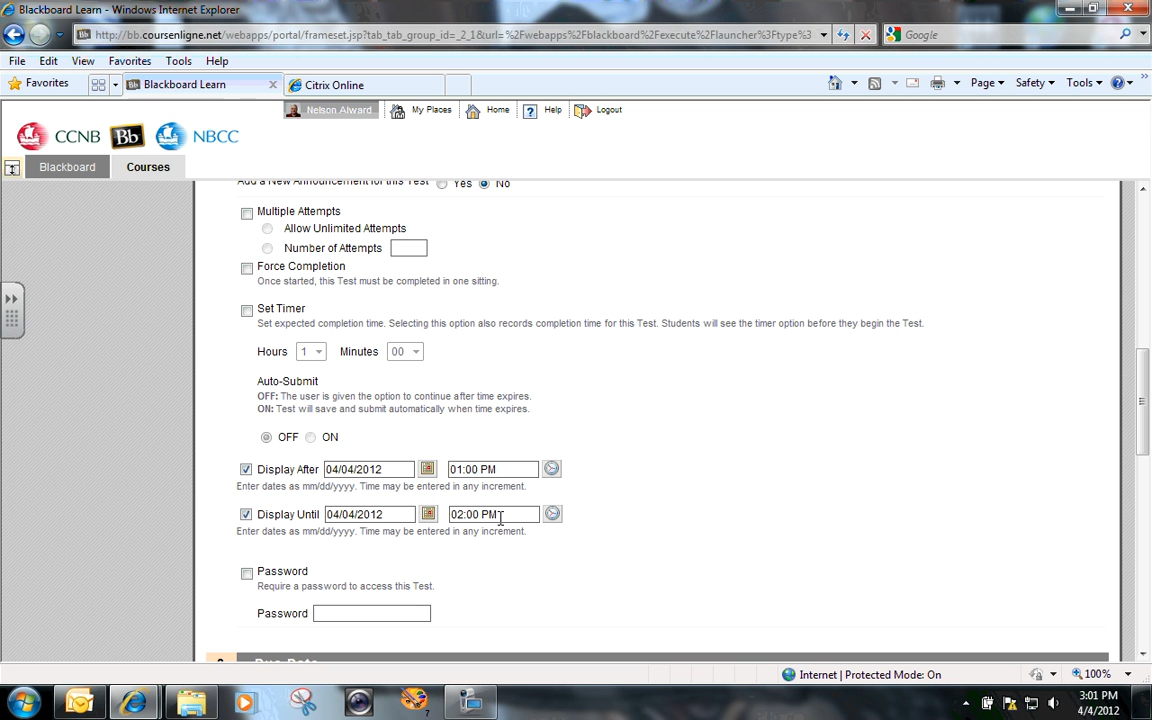 Blackboard Learn - Windows Internet Explorer
http://bb.coursenligne.net/webapps/portal/frameset.jsp?tab_tab_group_id=_2_1&url=%2Fwebapps%2Fblackboard%2Fexecute%2Flauncher%3Ftype%3
Google
File Edit View Favorites Tools Help
Favorites Blackboard Learn Citrix Online Page Safety Tools
Nelson Alward My Places Home Help Logout
CCNB Bb NBCC
Blackboard Courses
Add a New Announcement for this Test Yes No
Multiple Attempts
Allow Unlimited Attempts
Number of Attempts
Force Completion
Once started, this Test must be completed in one sitting.
Set Timer
Set expected completion time. Selecting this option also records completion time for this Test. Students will see the timer option before they begin the Test.
Hours 1 Minutes 00
Auto-Submit
OFF: The user is given the option to continue after time expires.
ON: Test will save and submit automatically when time expires.
OFF ON
Display After 04/04/2012 01:00 PM
Enter dates as mm/dd/yyyy. Time may be entered in any increment.
Display Until 04/04/2012 02:00 PM
Enter dates as mm/dd/yyyy. Time may be entered in any increment.
Password
Require a password to access this Test.
Password
Due Date
Internet | Protected Mode: On 100%
3:01 PM
4/4/2012